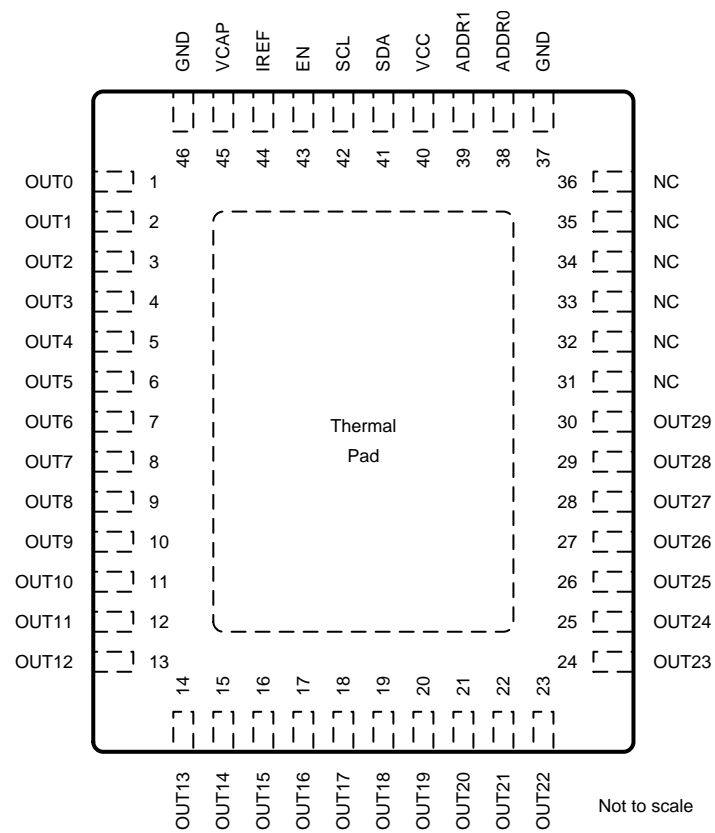 GND VCAP IREF EN SCL SDA VCC ADDR1 ADDR0 GND
46 45 44 43 42 41 40 39 38 37
OUT0 1 36 NC
OUT1 2 35 NC
OUT2 3 34 NC
OUT3 4 33 NC
OUT4 5 32 NC
OUT5 6 31 NC
OUT6 7 30 OUT29
OUT7 8 29 OUT28
OUT8 9 28 OUT27
OUT9 10 27 OUT26
OUT10 11 26 OUT25
OUT11 12 25 OUT24
OUT12 13 24 OUT23
Thermal
Pad
14 15 16 17 18 19 20 21 22 23
OUT13 OUT14 OUT15 OUT16 OUT17 OUT18 OUT19 OUT20 OUT21 OUT22
Not to scale